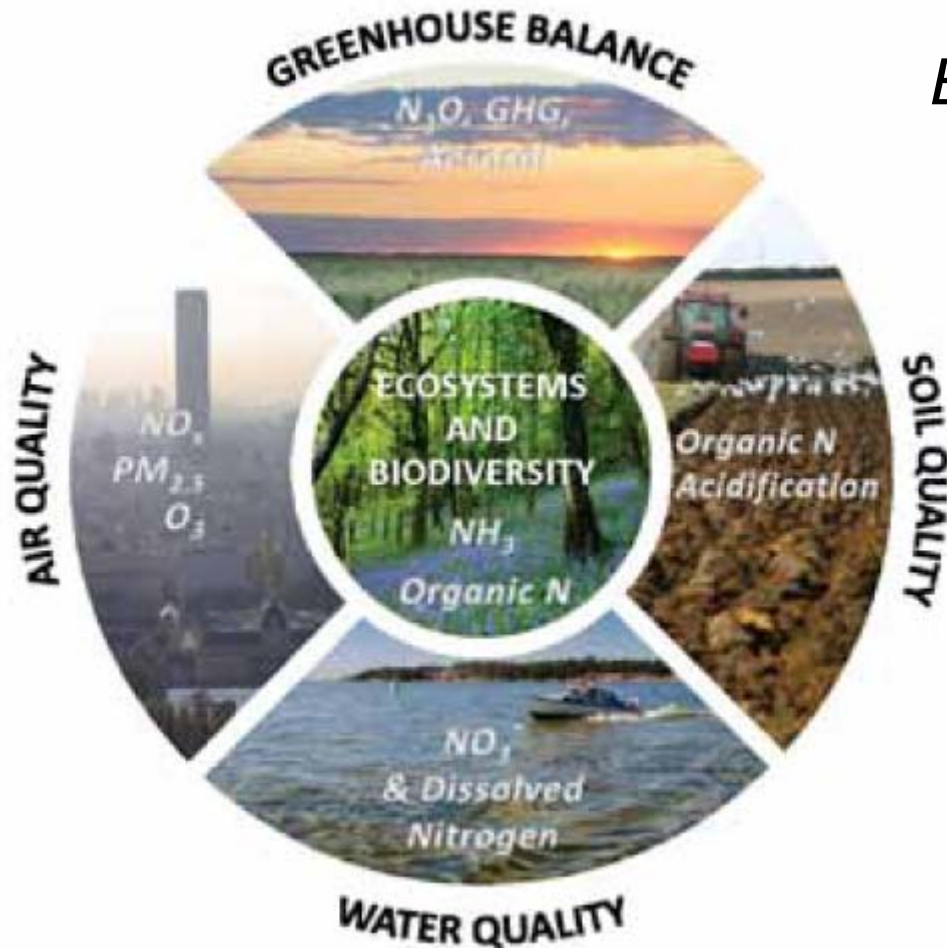 GREENHOUSE BALANCE
N₂O, GHG,
AIR QUALITY
NOₓ
PM₂.₅
O₃
ECOSYSTEMS
AND
BIODIVERSITY
NH₃
Organic N
SOIL QUALITY
Organic N
Acidification
NO₃
& Dissolved
Nitrogen
WATER QUALITY